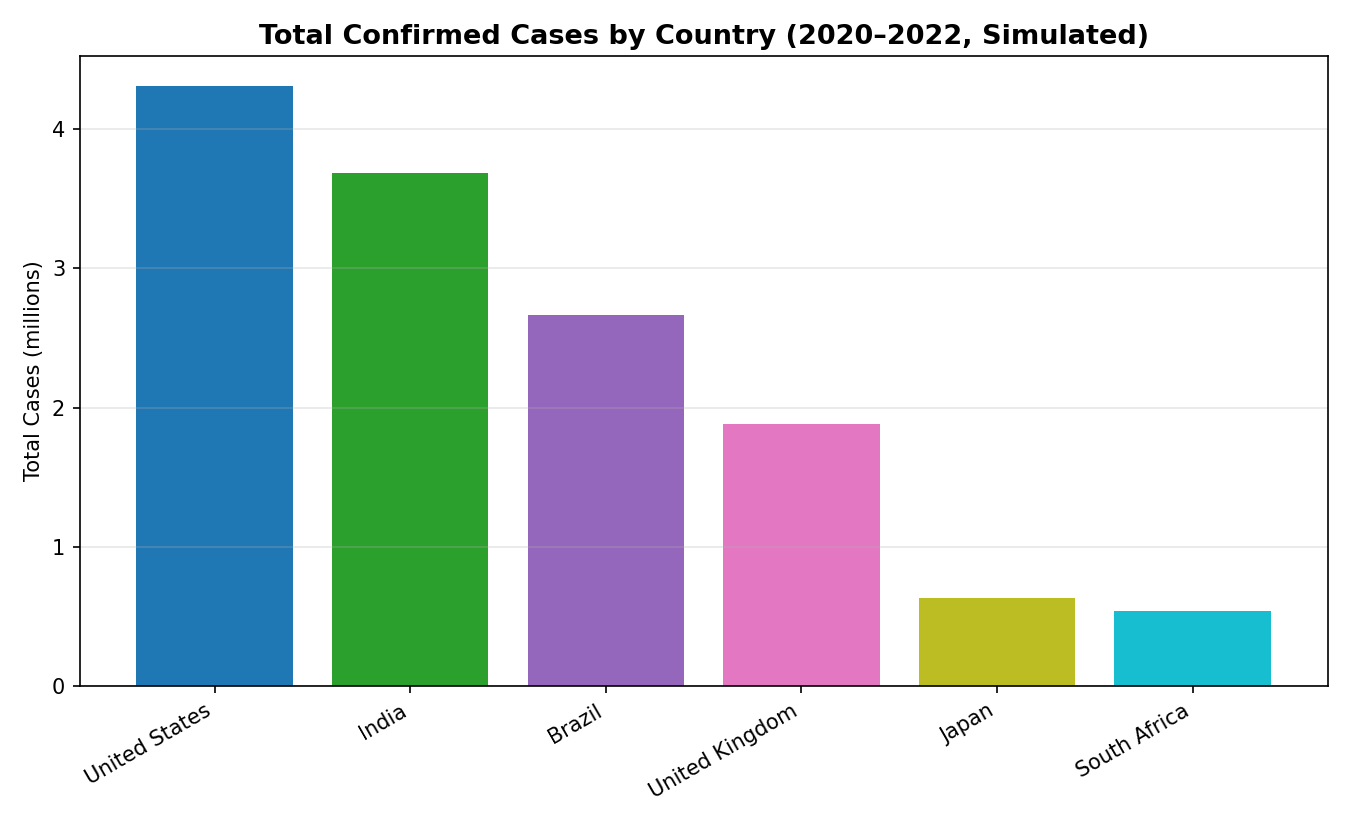 Total Confirmed Cases by Country (2020–2022, Simulated)
Total Cases (millions)
4
3
2
1
0
United States
India
Brazil
United Kingdom
Japan
South Africa